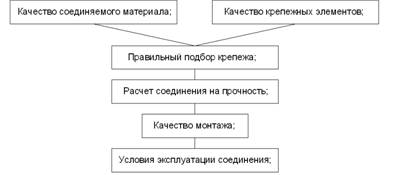 Качество соединяемого материала;
Качество крепежных элементов;
Правильный подбор крепежа;
Расчет соединения на прочность;
Качество монтажа;
Условия эксплуатации соединения;